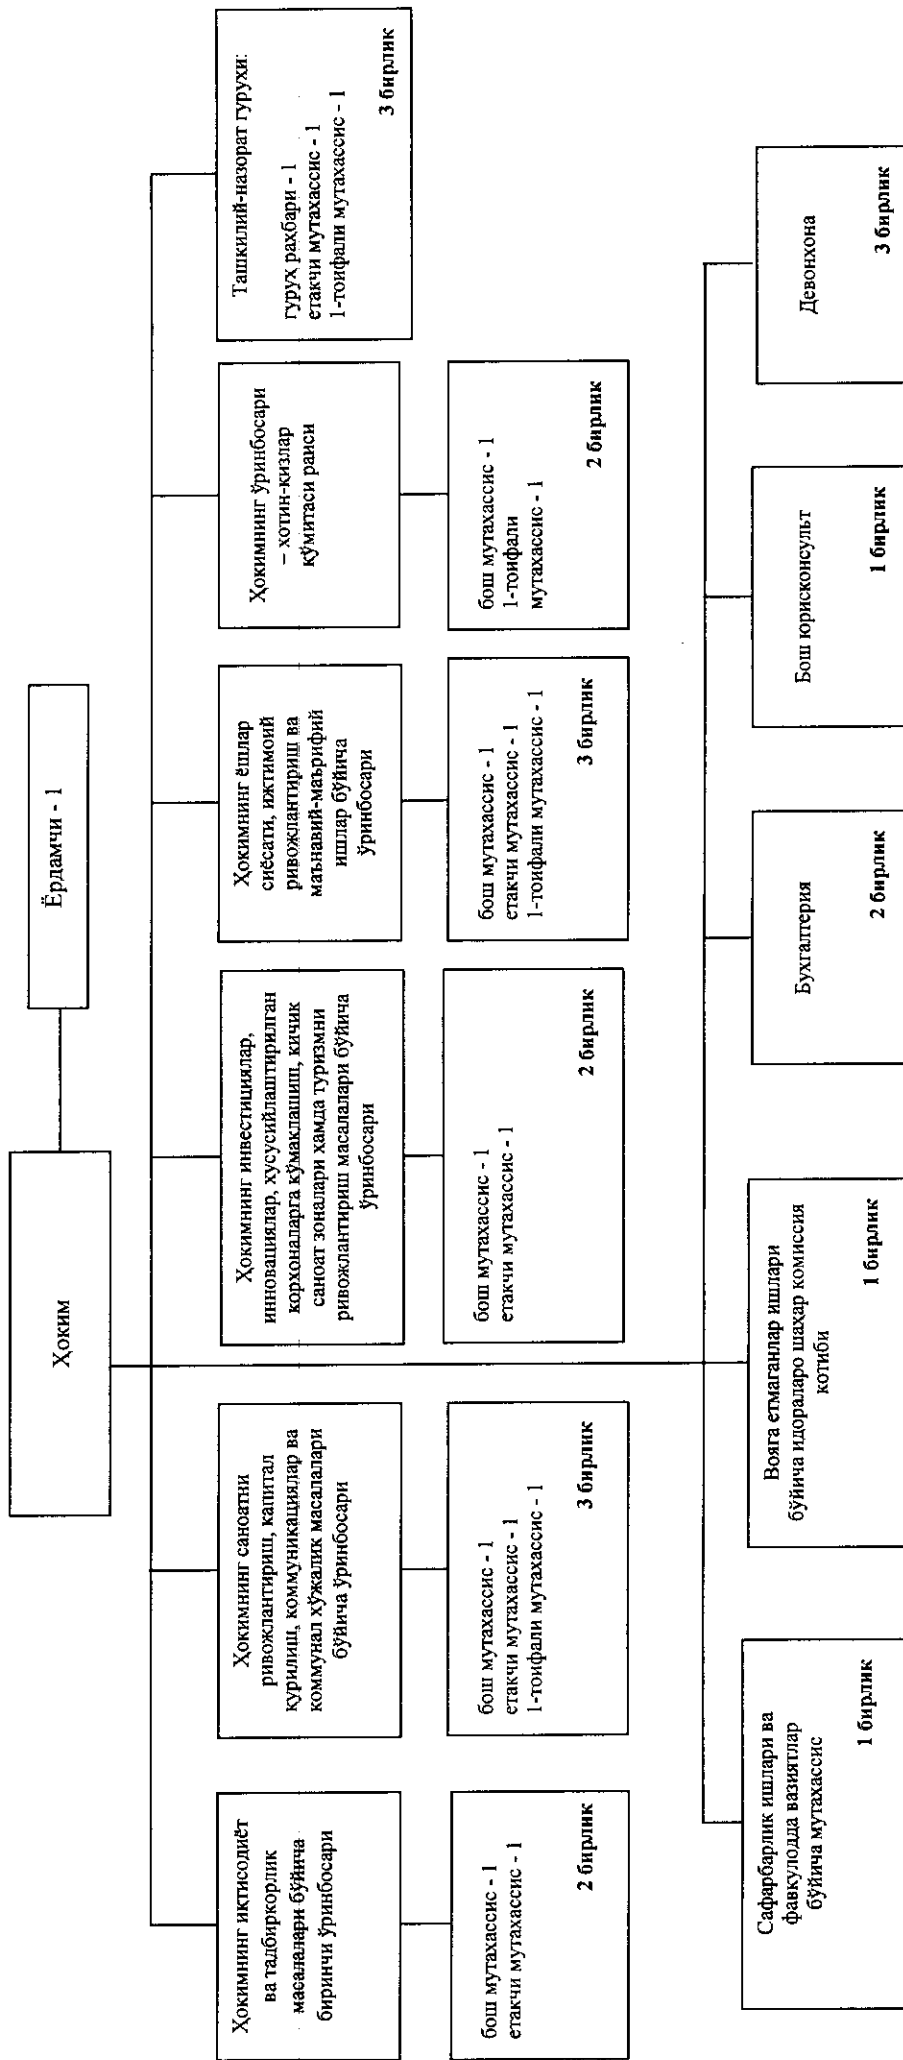 Ҳоким
Ёрдамчи - 1
Ҳокимнинг иқтисодиёт
ва тадбиркорлик
масалалари бўйича
биринчи ўринбосари
Ҳокимнинг саноатни
ривожлантириш, капитал
қурилиш, коммуникациялар ва
коммунал хўжалик масалалари
бўйича ўринбосари
Ҳокимнинг инвестициялар,
инновациялар, хусусийлаштирилган
корхоналарга кўмаклашиш, кичик
саноат зоналари ҳамда туризмни
ривожлантириш масалалари бўйича
ўринбосари
Ҳокимнинг ёшлар
сиёсати, ижтимоий
ривожлантириш ва
маънавий-маърифий
ишлар бўйича
ўринбосари
Ҳокимнинг ўринбосари
– хотин-қизлар
қўмитаси раиси
Ташкилий-назорат гуруҳи:
гуруҳ раҳбари - 1
етакчи мутахассис - 1
1-тоифали мутахассис - 1
3 бирлик
бош мутахассис - 1
етакчи мутахассис - 1
2 бирлик
бош мутахассис - 1
етакчи мутахассис - 1
1-тоифали мутахассис - 1
3 бирлик
бош мутахассис - 1
етакчи мутахассис - 1
2 бирлик
бош мутахассис - 1
етакчи мутахассис - 1
1-тоифали мутахассис - 1
3 бирлик
бош мутахассис - 1
1-тоифали
мутахассис - 1
2 бирлик
Сафарбарлик ишлари ва
фавқулодда вазиятлар
бўйича мутахассис
1 бирлик
Вояга етмаганлар ишлари
бўйича идоралараро шаҳар комиссия
котиби
1 бирлик
Бухгалтерия
2 бирлик
Бош юрисконсульт
1 бирлик
Девонхона
3 бирлик